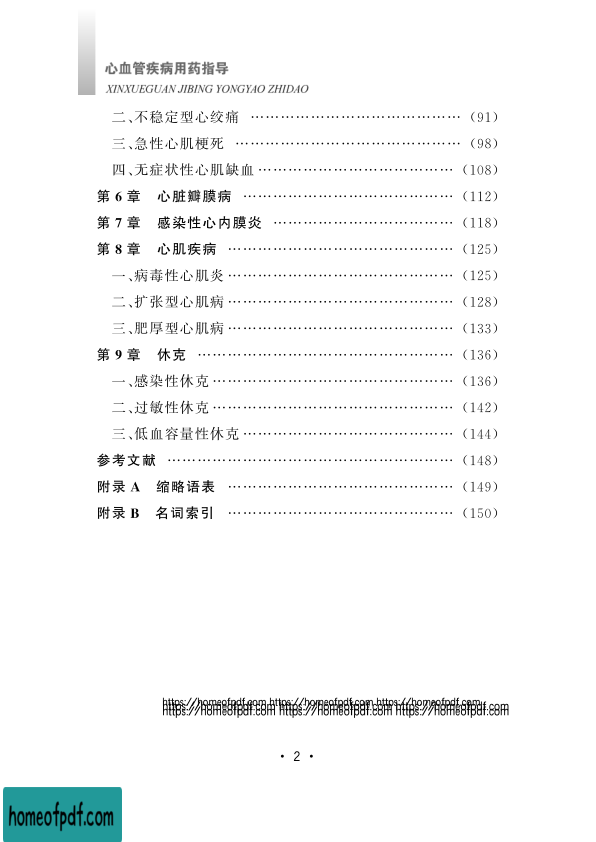 心血管疾病用药指导
XINXUEGUAN JIBING YONGYAO ZHIDAO
二、不稳定型心绞痛 ……………………………………（91）
三、急性心肌梗死 ………………………………………（98）
四、无症状性心肌缺血…………………………………（108）
第 6 章 心脏瓣膜病 ……………………………………（112）
第 7 章 感染性心内膜炎 ………………………………（118）
第 8 章 心肌疾病 ………………………………………（125）
一、病毒性心肌炎………………………………………（125）
二、扩张型心肌病………………………………………（128）
三、肥厚型心肌病………………………………………（133）
第 9 章 休克 ……………………………………………（136）
一、感染性休克…………………………………………（136）
二、过敏性休克…………………………………………（142）
三、低血容量性休克……………………………………（144）
参考文献 …………………………………………………（148）
附录 A 缩略语表 ………………………………………（149）
附录 B 名词索引 ………………………………………（150）
https://homeofpdf.com https://homeofpdf.com https://homeofpdf.com
https://homeofpdf.com https://homeofpdf.com https://homeofpdf.com
· 2 ·
homeofpdf.com